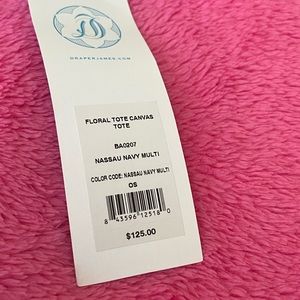 DRAPERJAMES.COM
FLORAL TOTE CANVAS
TOTE
BA0207
NASSAU NAVY MULTI
COLOR CODE: NASSAU NAVY MULTI
OS
8 43596 12518 0
$125.00